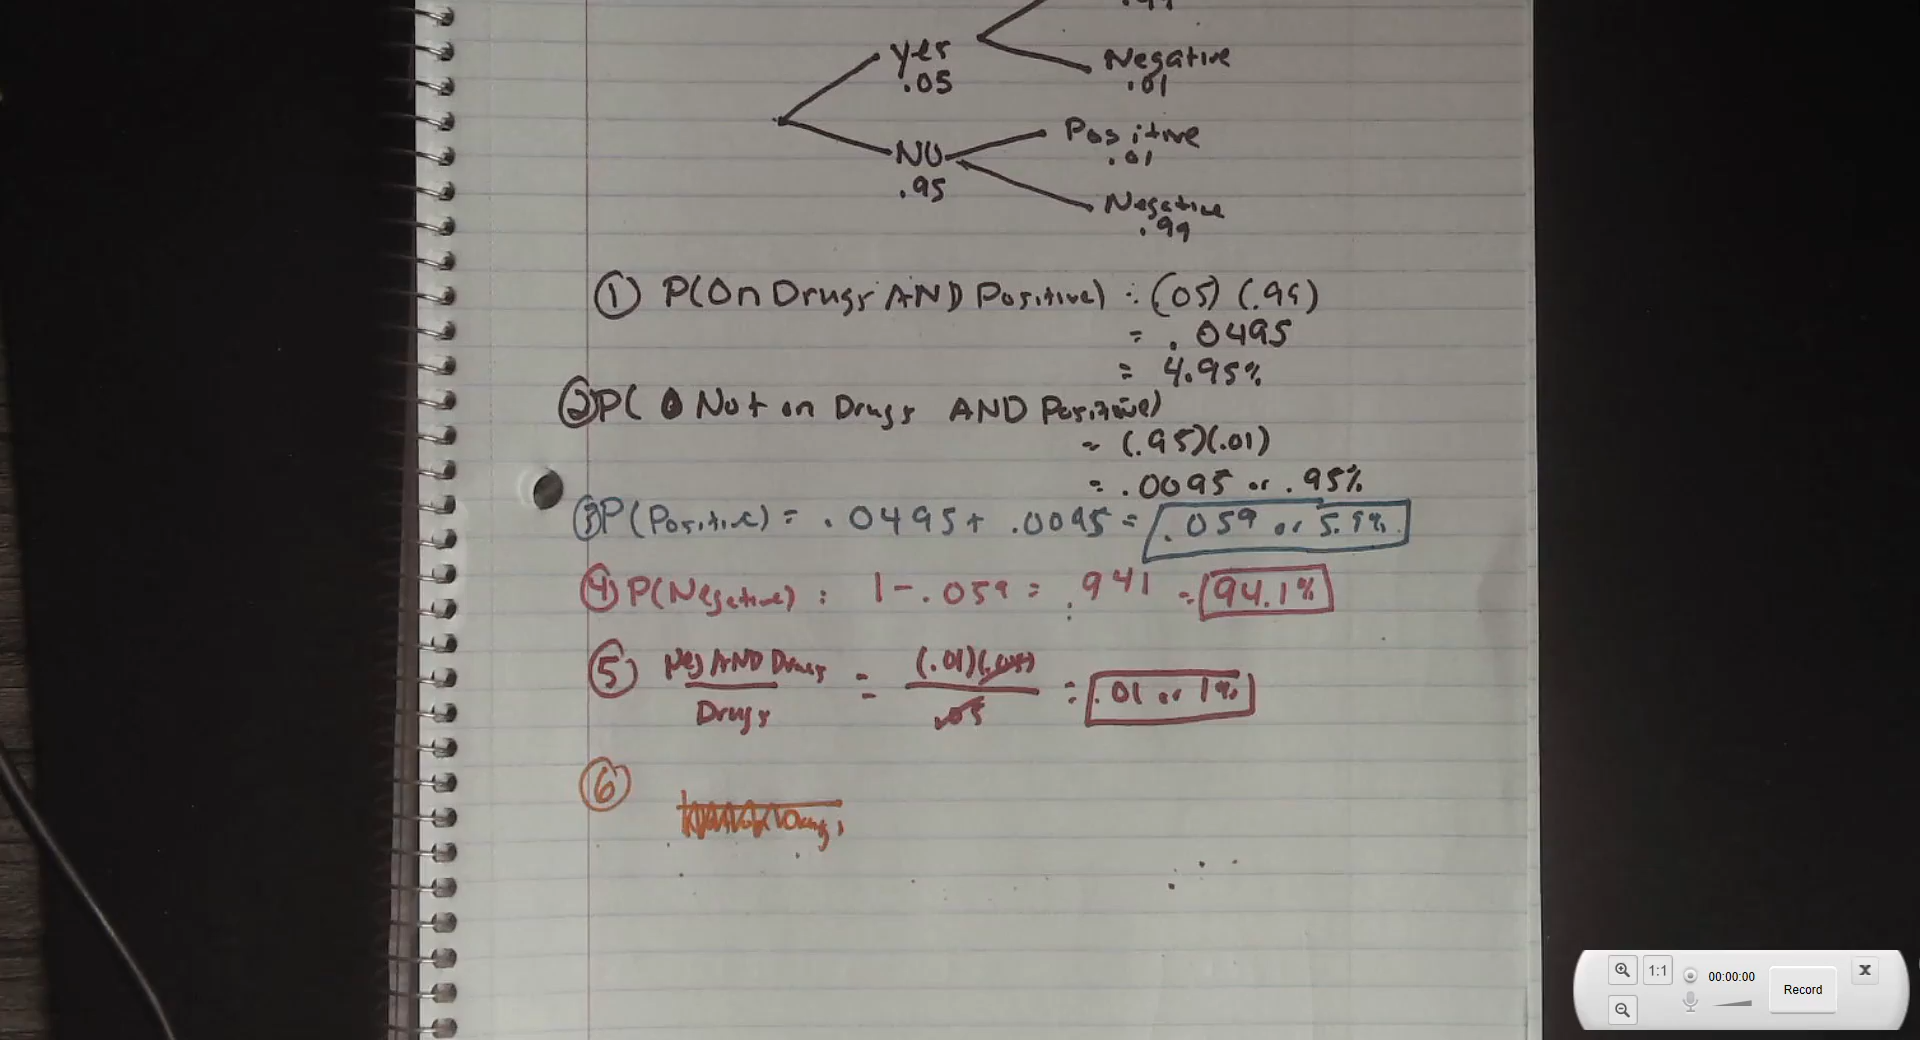 .99
Yes
.05
Negative
.01
NO
.95
Positive
.01
Negative
.99
① P(On Drugs AND Positive) = (.05) (.99)
= .0495
= 4.95%
② P( Not on Drugs AND Positive)
= (.95)(.01)
= .0095 or .95%
③ P(Positive) = .0495 + .0095 = .059 or 5.9%
④ P(Negative) = 1 - .059 = .941 = 94.1%
⑤ Neg AND Drugs = (.01)(.05) = .01 or 1%
Drugs .05
⑥
1:1
00:00:00
Record
X